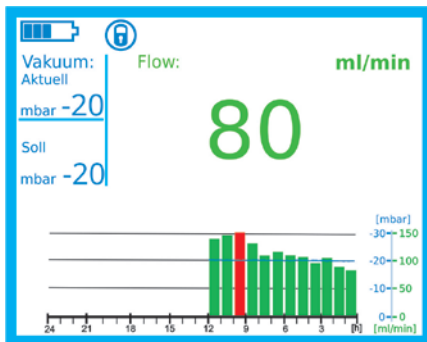 Vakuum: Flow: ml/min
Aktuell
mbar -20
80
Soll
mbar -20
[mbar]
-30 150
-20 100
-10 50
0 0
24 21 18 15 12 9 6 3 [h] [ml/min]